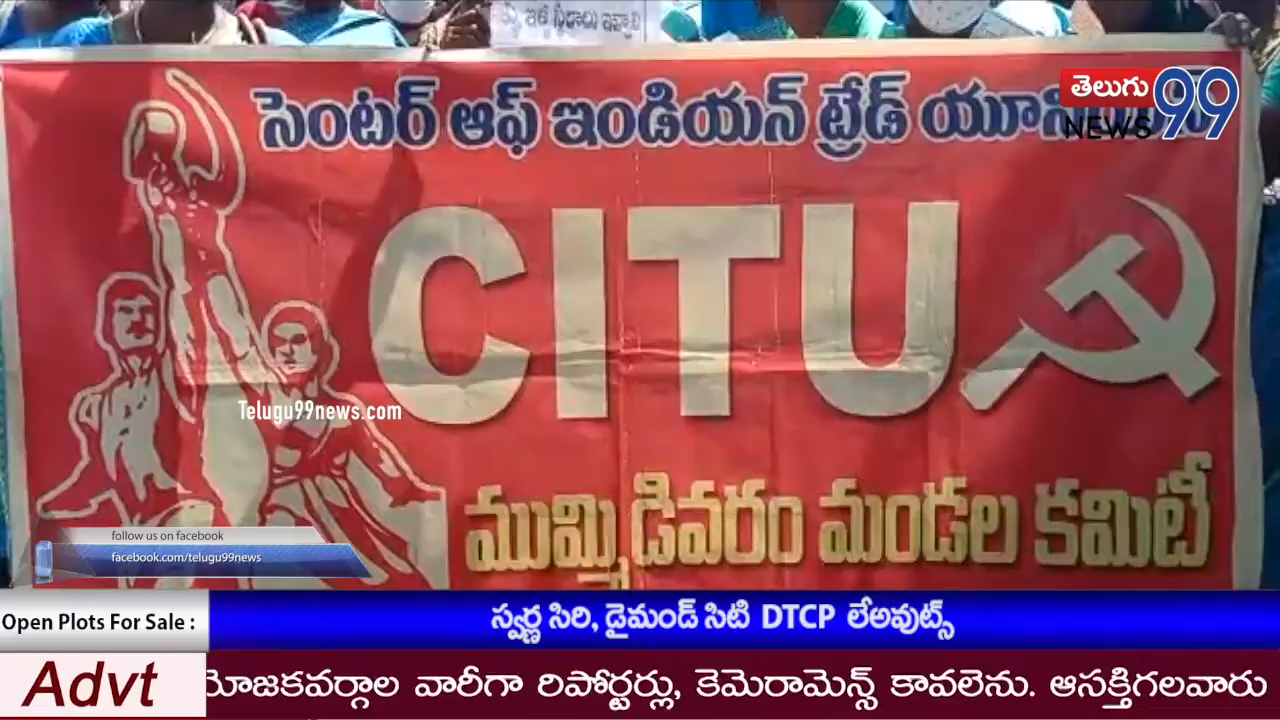 సెంటర్ ఆఫ్ ఇండియన్ ట్రేడ్
తెలుగు
NEWS 99
CITU
Telugu99news.com
ముమ్మిడివరం మండల కమిటీ
follow us on facebook
facebook.com/telugu99news
Open Plots For Sale :
స్వర్ణ సిరి, డైమండ్ సిటి DTCP లేఅవుట్స్
Advt
వారీగా రిపోర్టర్లు, కెమెరామెన్స్ కావలెను. ఆసక్తిగలవారు